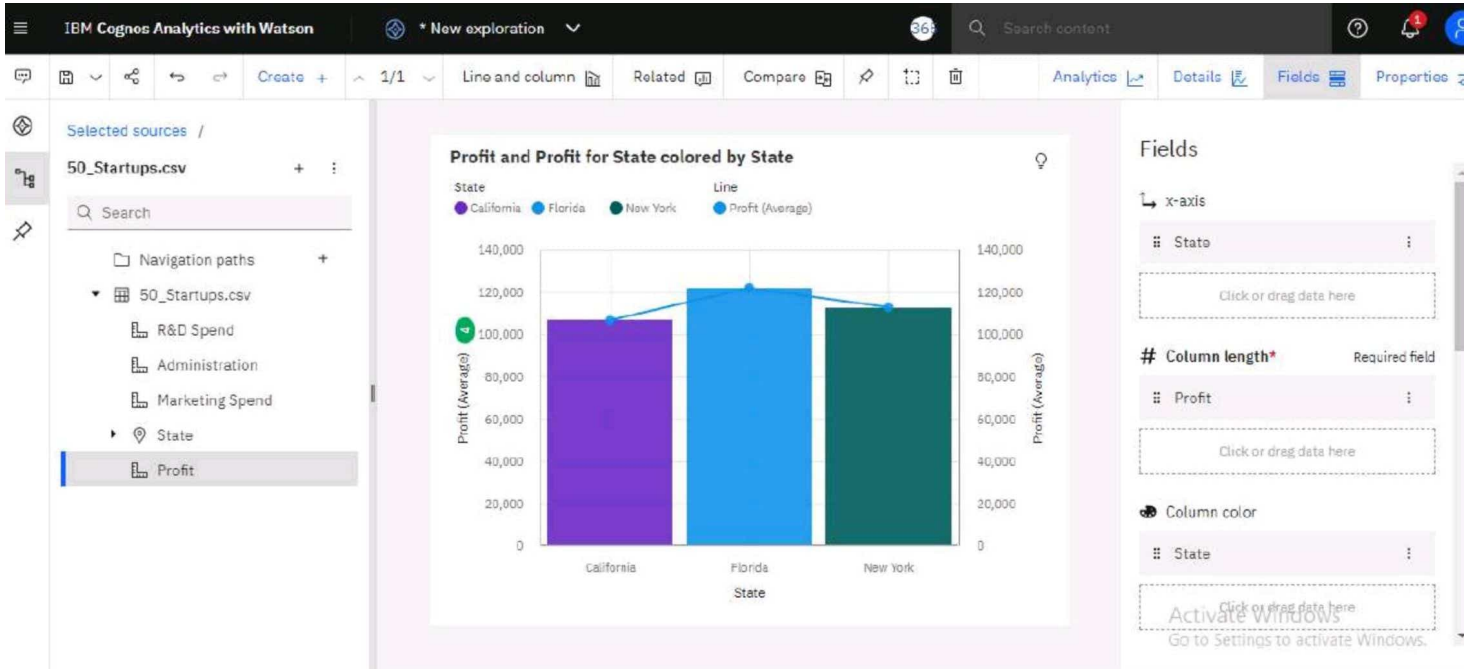 IBM Cognos Analytics with Watson
* New exploration
36
Search content
1
Create +
1/1
Line and column
Related
Compare
Analytics
Details
Fields
Properties
Selected sources /
50_Startups.csv
Search
Navigation paths
50_Startups.csv
R&D Spend
Administration
Marketing Spend
State
Profit
Profit and Profit for State colored by State
State
Line
California
Florida
New York
Profit (Average)
140,000
120,000
100,000
80,000
60,000
40,000
20,000
0
Profit (Average)
4
140,000
120,000
100,000
80,000
60,000
40,000
20,000
0
Profit (Average)
California
Florida
New York
State
Fields
x-axis
State
Click or drag data here
# Column length*
Required field
Profit
Click or drag data here
Column color
State
Click or drag data here
Activate Windows
Go to Settings to activate Windows.